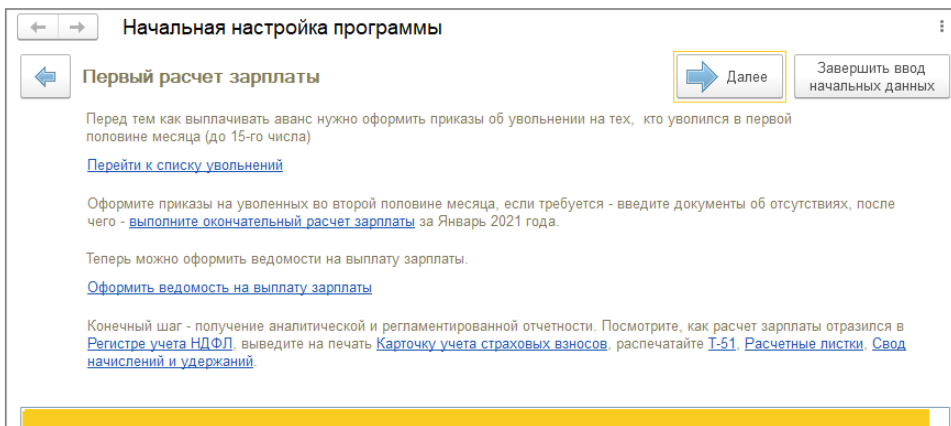 Начальная настройка программы
Первый расчет зарплаты
Далее
Завершить ввод
начальных данных
Перед тем как выплачивать аванс нужно оформить приказы об увольнении на тех, кто уволился в первой
половине месяца (до 15-го числа)
Перейти к списку увольнений
Оформите приказы на уволенных во второй половине месяца, если требуется - введите документы об отсутствиях, после
чего - выполните окончательный расчет зарплаты за Январь 2021 года.
Теперь можно оформить ведомости на выплату зарплаты.
Оформить ведомость на выплату зарплаты
Конечный шаг - получение аналитической и регламентированной отчетности. Посмотрите, как расчет зарплаты отразился в
Регистре учета НДФЛ, выведите на печать Карточку учета страховых взносов, распечатайте Т-51, Расчетные листки, Свод
начислений и удержаний.